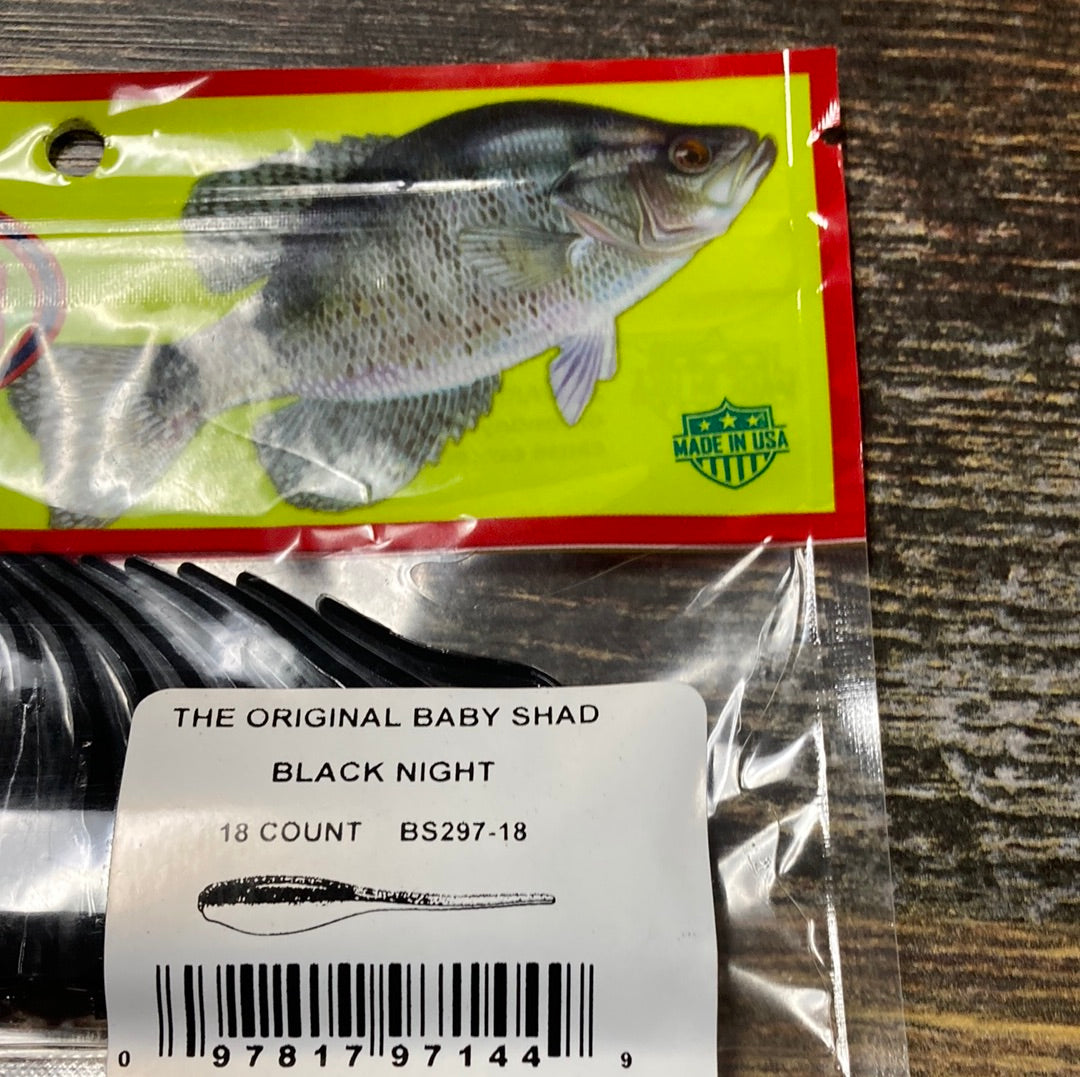 MADE IN USA
THE ORIGINAL BABY SHAD
BLACK NIGHT
18 COUNT BS297-18
0 97817 97144 9